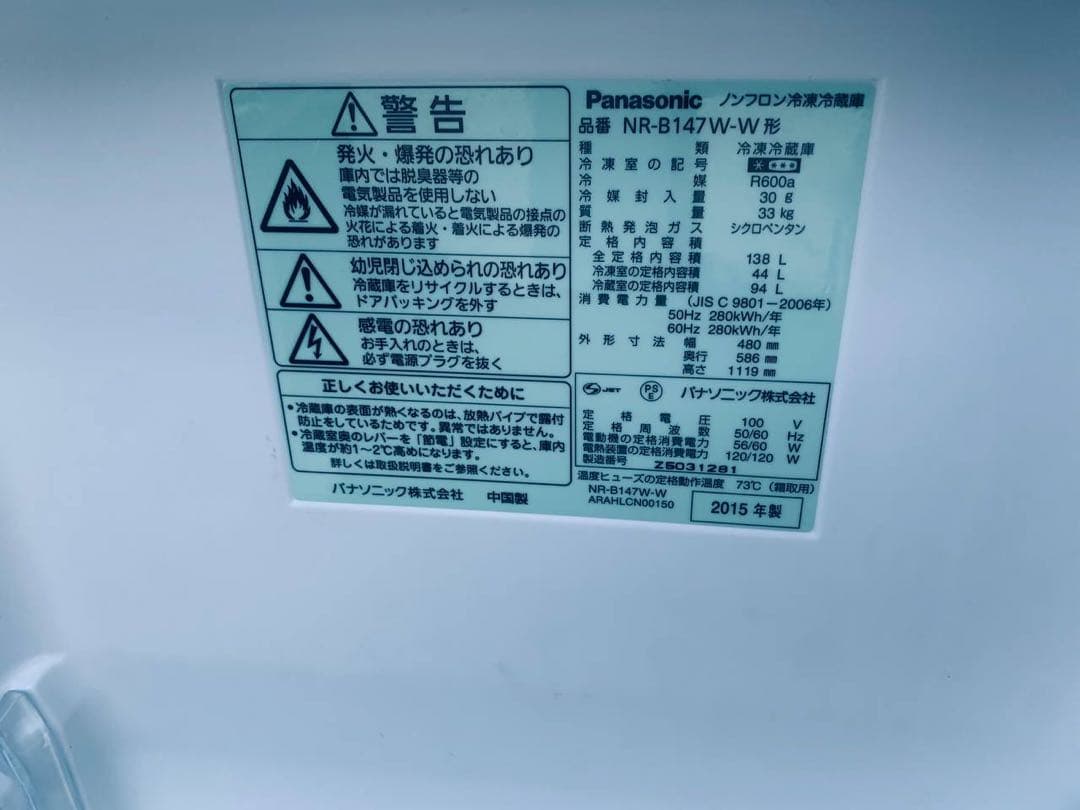 警告
発火・爆発の恐れあり
庫内では脱臭器等の
電気製品を使用しない
冷媒が漏れていると電気製品の接点の
火花による着火・着火による爆発の
恐れがあります
幼児閉じ込められの恐れあり
冷蔵庫をリサイクルするときは、
ドアパッキングを外す
感電の恐れあり
お手入れのときは、
必ず電源プラグを抜く
正しくお使いいただくために
•冷蔵庫の表面が熱くなるのは、放熱パイプで露付
防止をしているためです。異常ではありません。
•冷蔵室奥のレバーを「節電」設定にすると、庫内
温度が約1～2℃高めになります。
詳しくは取扱説明書をご参照ください。
パナソニック株式会社 中国製
Panasonic ノンフロン冷凍冷蔵庫
品番 NR-B147W-W形
種類 冷凍冷蔵庫
冷凍室の記号 ＊＊＊＊
冷媒 R600a
冷媒封入量 30 g
質量 33 kg
断熱発泡ガス シクロペンタン
定格内容積
全定格内容積 138 L
冷凍室の定格内容積 44 L
冷蔵室の定格内容積 94 L
消費電力量 (JIS C 9801-2006年)
50Hz 280kWh/年
60Hz 280kWh/年
外形寸法 幅 480 mm
奥行 586 mm
高さ 1119 mm
JET PS E パナソニック株式会社
定格電圧 100 V
定格周波数 50/60 Hz
電動機の定格消費電力 56/60 W
電熱装置の定格消費電力 120/120 W
製造番号 Z5031281
温度ヒューズの定格動作温度 73℃ (霜取用)
NR-B147W-W
ARAHLCN00150
2015 年製